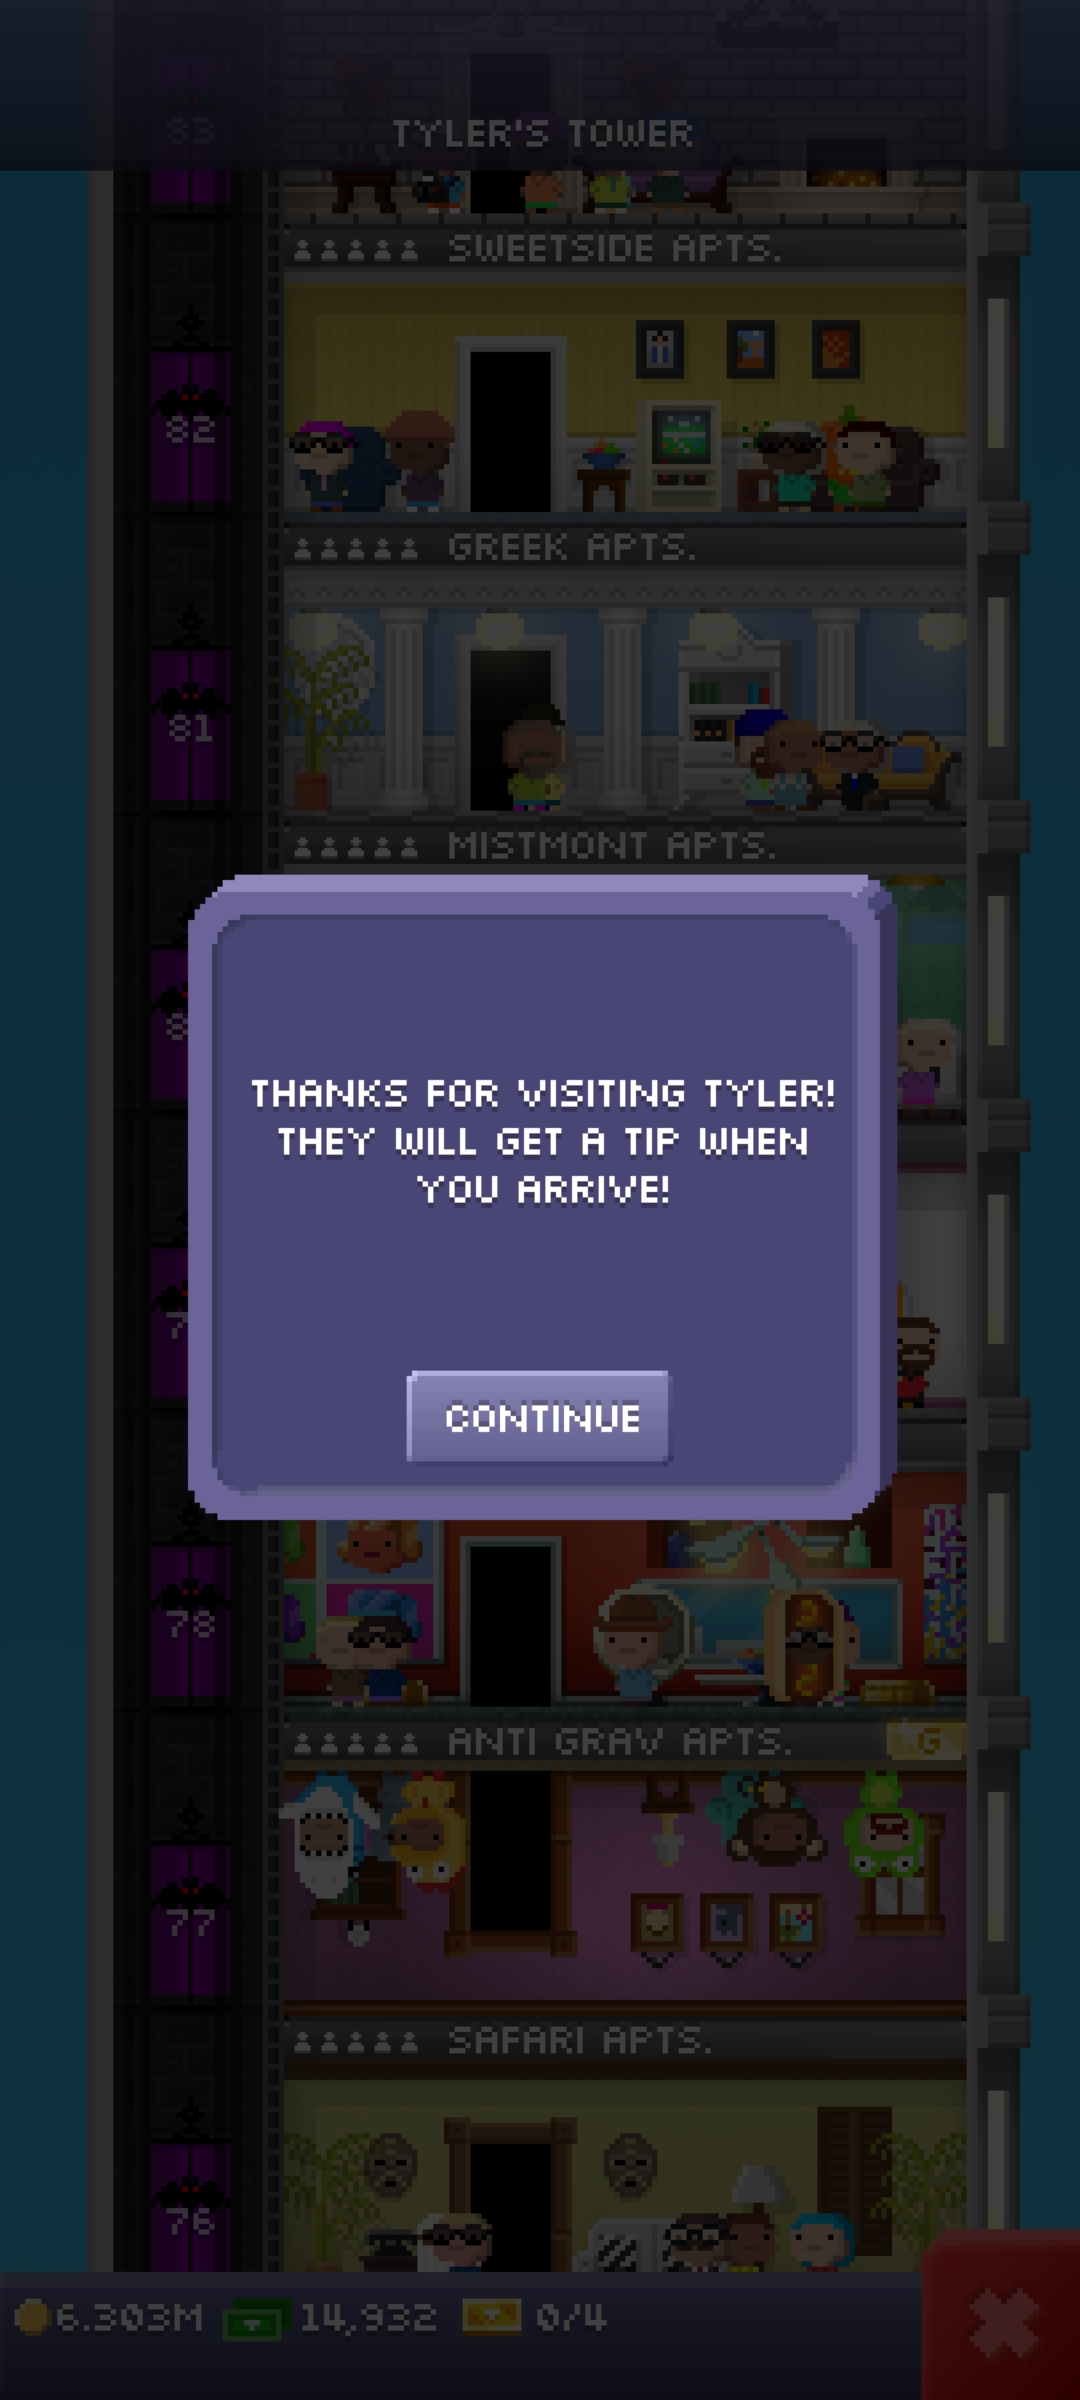 83
TYLER'S TOWER
SWEETSIDE APTS.
82
GREEK APTS.
81
MISTMONT APTS.
8
THANKS FOR VISITING TYLER!
THEY WILL GET A TIP WHEN
YOU ARRIVE!
7
CONTINUE
78
ANTI GRAV APTS.
G
77
SAFARI APTS.
76
6.303M
14,932
0/4